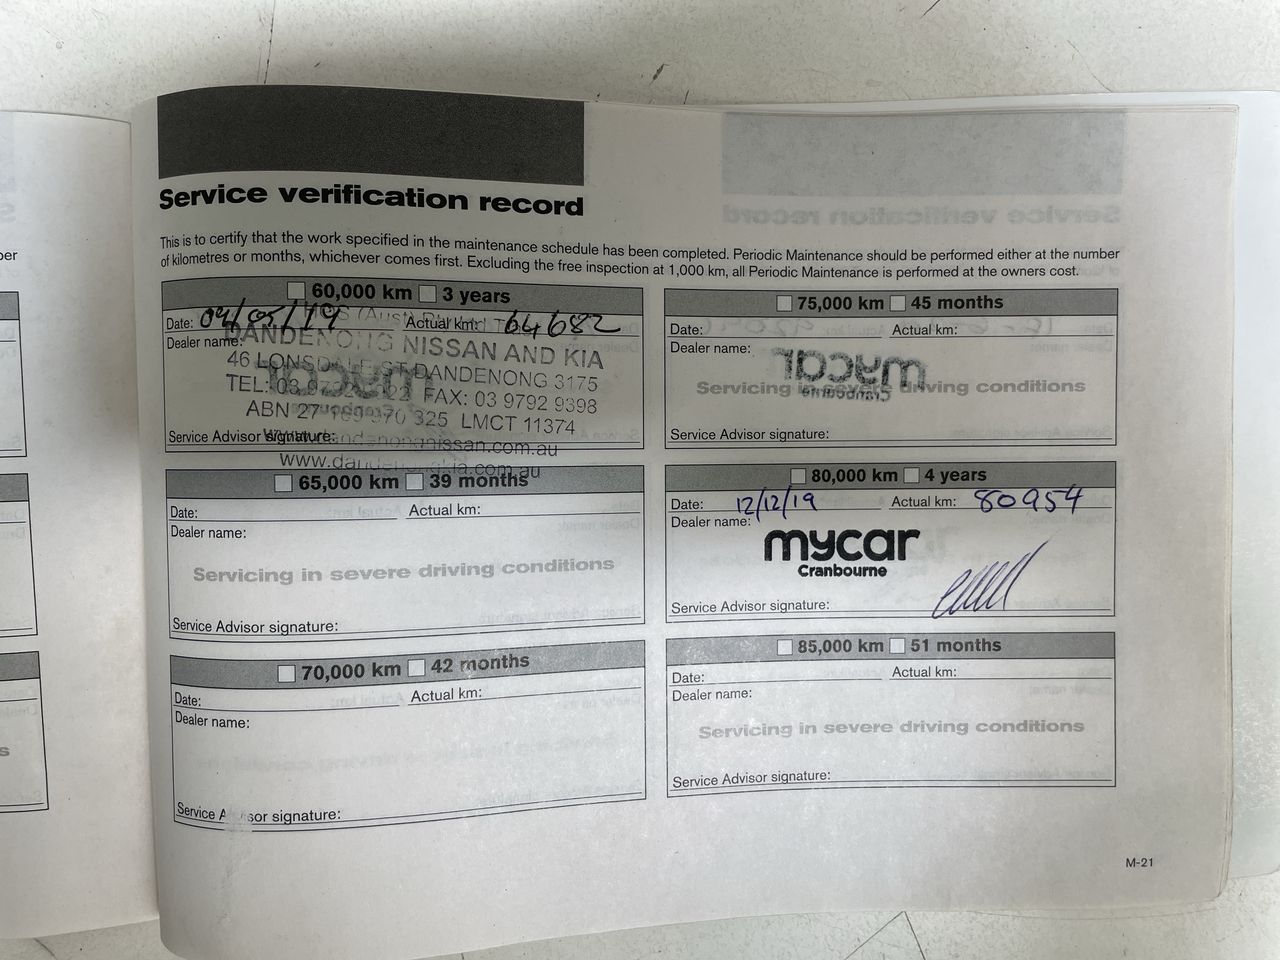 Service verification record
This is to certify that the work specified in the maintenance schedule has been completed. Periodic Maintenance should be performed either at the number
of kilometres or months, whichever comes first. Excluding the free inspection at 1,000 km, all Periodic Maintenance is performed at the owners cost.
60,000 km 3 years
Date: 04/05/19 Actual km: 64682
Dealer name:
DANDENONG NISSAN AND KIA
46 LONSDALE ST DANDENONG 3175
TEL: 03 FAX: 03 9792 9398
ABN 27 325 LMCT 11374
Service Advisor signature:
www.dandenongnissan.com.au
www.dandenongkia.com.au
65,000 km 39 months
Date: Actual km:
Dealer name:
Servicing in severe driving conditions
Service Advisor signature:
70,000 km 42 months
Date: Actual km:
Dealer name:
Service Advisor signature:
75,000 km 45 months
Date: Actual km:
Dealer name:
mycar
Cranbourne
Servicing in severe driving conditions
Service Advisor signature:
80,000 km 4 years
Date: 12/12/19 Actual km: 80954
Dealer name:
mycar
Cranbourne
Service Advisor signature:
85,000 km 51 months
Date: Actual km:
Dealer name:
Servicing in severe driving conditions
Service Advisor signature:
M-21